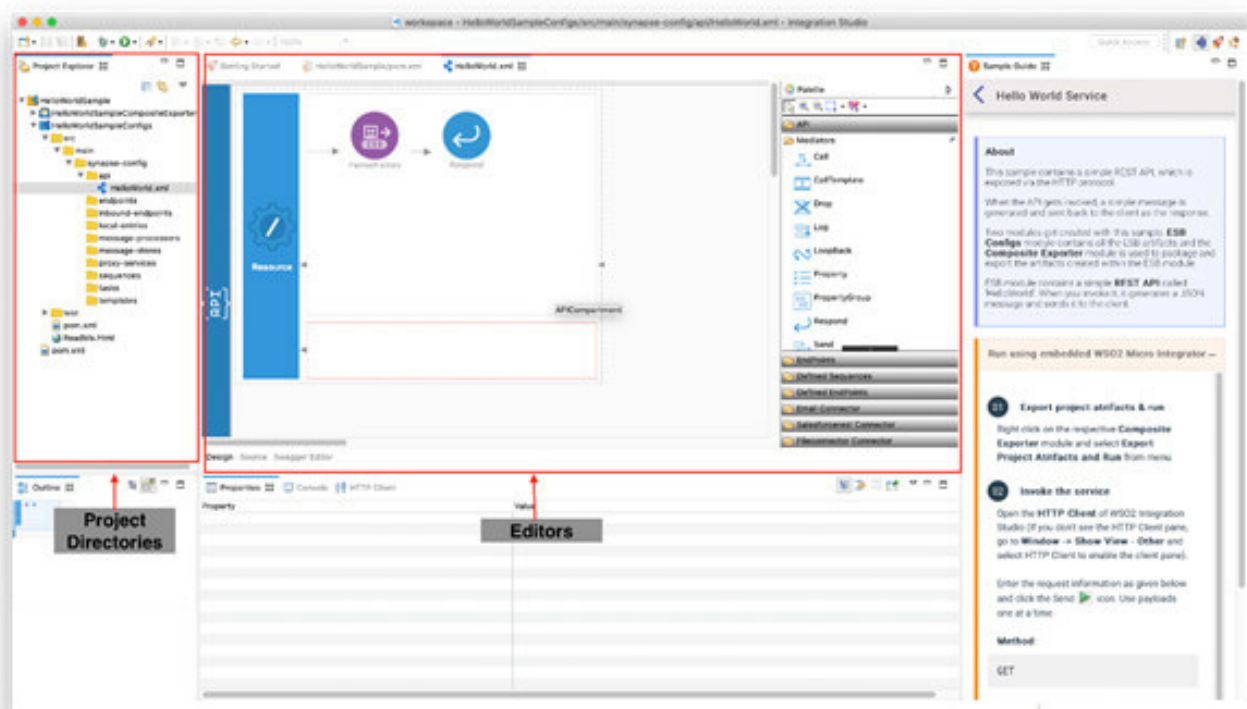 workspace - HelloWorldSampleConfigs/src/main/synapse-config/api/HelloWorld.xml - Integration Studio
Quick Access
Project Explorer
HelloWorldSample
HelloWorldSampleCompositeExporter
HelloWorldSampleConfigs
src
main
synapse-config
api
HelloWorld.xml
endpoints
inbound-endpoints
local-entries
message-processors
message-stores
proxy-services
sequences
tasks
templates
test
pom.xml
ReadMe.html
pom.xml
Getting Started
HelloWorldSample/pom.xml
HelloWorld.xml
API
Resource
PayloadFactory
Respond
APICompartment
Palette
API
Mediators
Call
CallTemplate
Drop
Log
LoopBack
Property
PropertyGroup
Respond
Send
EndPoints
Defined Sequences
Defined EndPoints
Email Connector
Salesforcerest Connector
Fileconnector Connector
Design Source Swagger Editor
Outline
Project
Directories
Properties
Console
HTTP Client
Property
Value
Editors
Sample Guide
Hello World Service
About
This sample contains a simple REST API, which is
exposed via the HTTP protocol.
When the API gets invoked, a simple message is
generated and sent back to the client as the response.
Two modules get created with this sample. ESB
Configs module contains all the ESB artifacts and the
Composite Exporter module is used to package and
export the artifacts created within the ESB module.
ESB module contains a simple REST API called
'HelloWorld'. When you invoke it, it generates a JSON
message and sends it to the client.
Run using embedded WSO2 Micro Integrator
01 Export project atrifacts & run
Right click on the respective Composite
Exporter module and select Export
Project Atrifacts and Run from menu.
02 Invoke the service
Open the HTTP Client of WSO2 Integration
Studio (if you don't see the HTTP Client pane,
go to Window -> Show View - Other and
select HTTP Client to enable the client pane).
Enter the request information as given below
and click the Send icon. Use payloads
one at a time.
Method:
GET